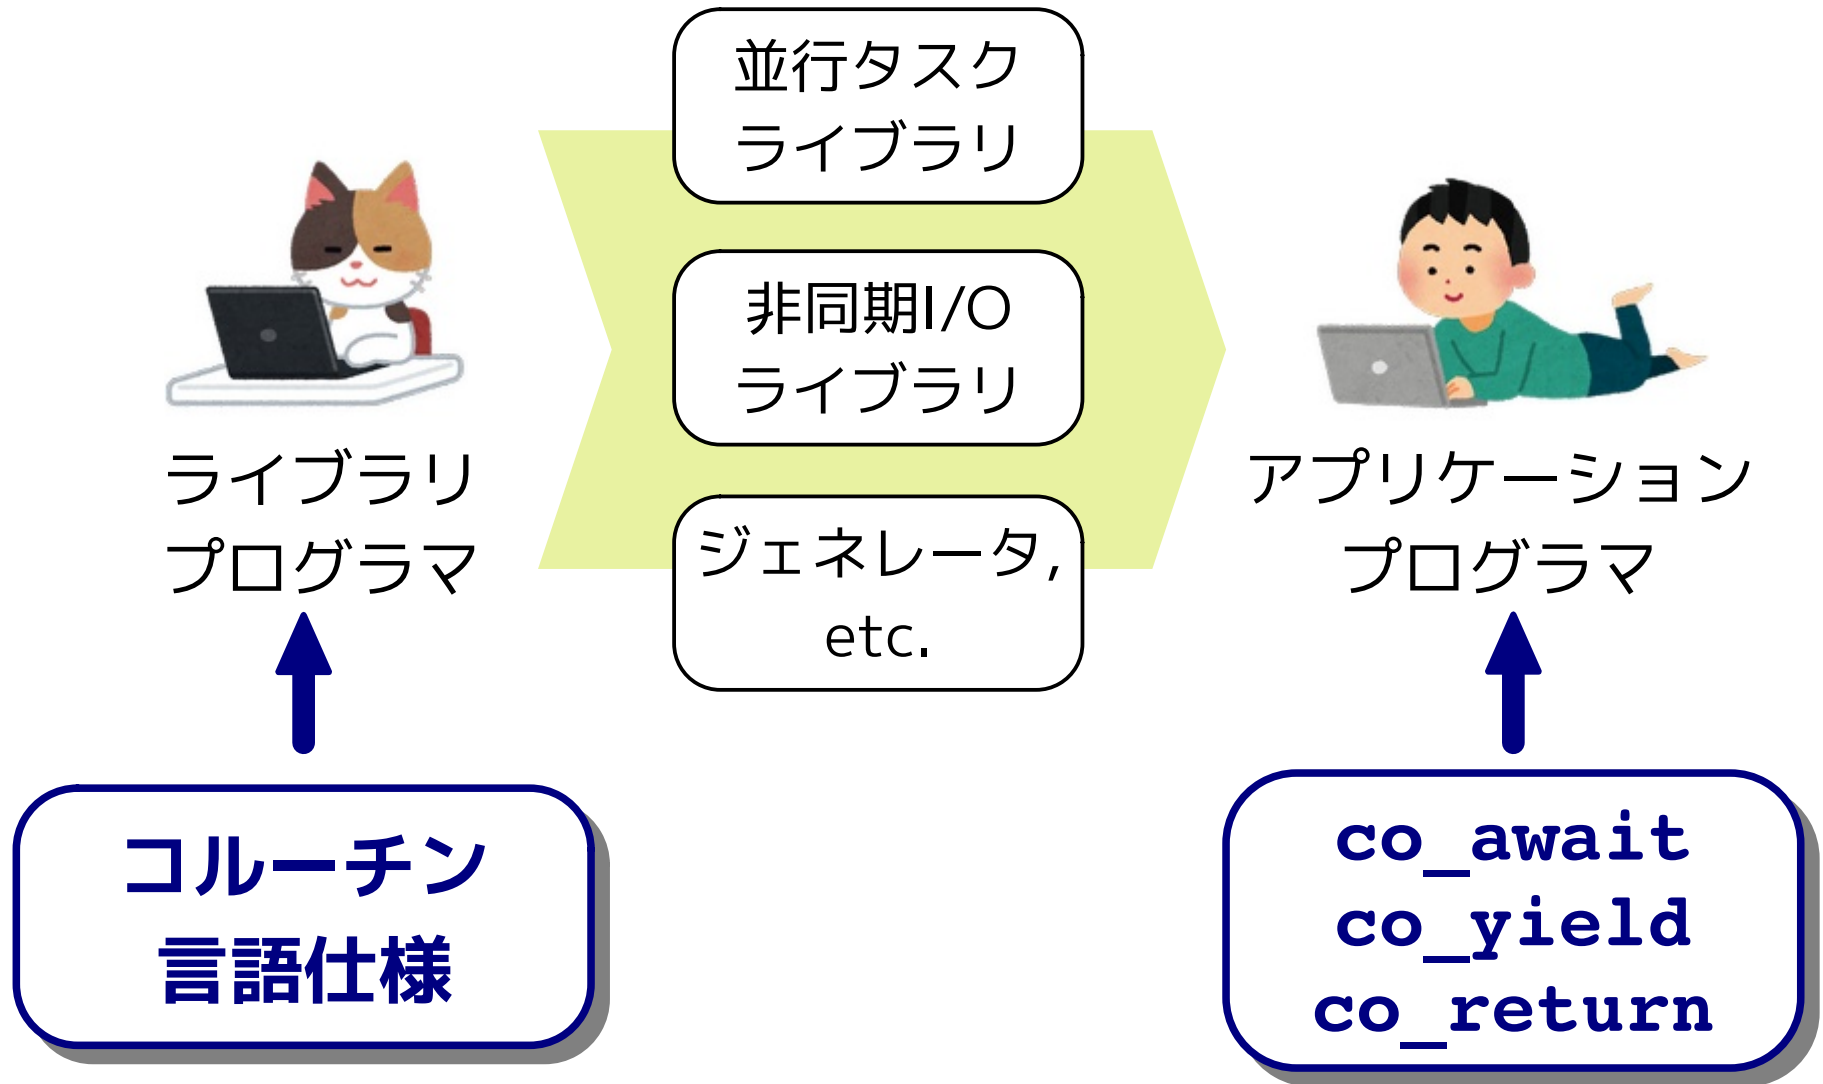 並行タスク
ライブラリ
非同期I/O
ライブラリ
ジェネレータ,
etc.
ライブラリ
プログラマ
アプリケーション
プログラマ
コルーチン
言語仕様
co_await
co_yield
co_return